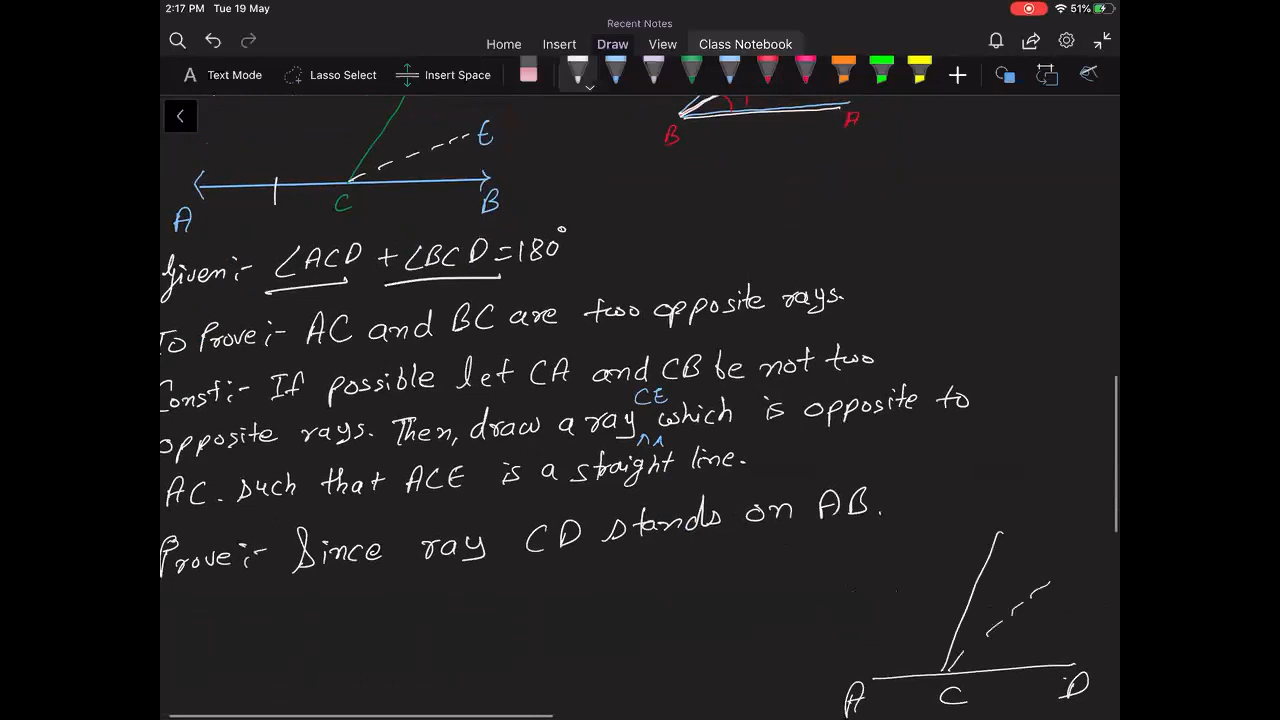 2:17 PM Tue 19 May
51%
Recent Notes
Home Insert Draw View Class Notebook
Text Mode Lasso Select Insert Space
E
B A
A C B
Given:- ∠ACD + ∠BCD = 180°
To Prove:- AC and BC are two opposite rays.
Const:- If possible let CA and CB be not two
opposite rays. Then, draw a ray CE which is opposite to
AC. such that ACE is a straight line.
Prove:- Since ray CD stands on AB.
A C D